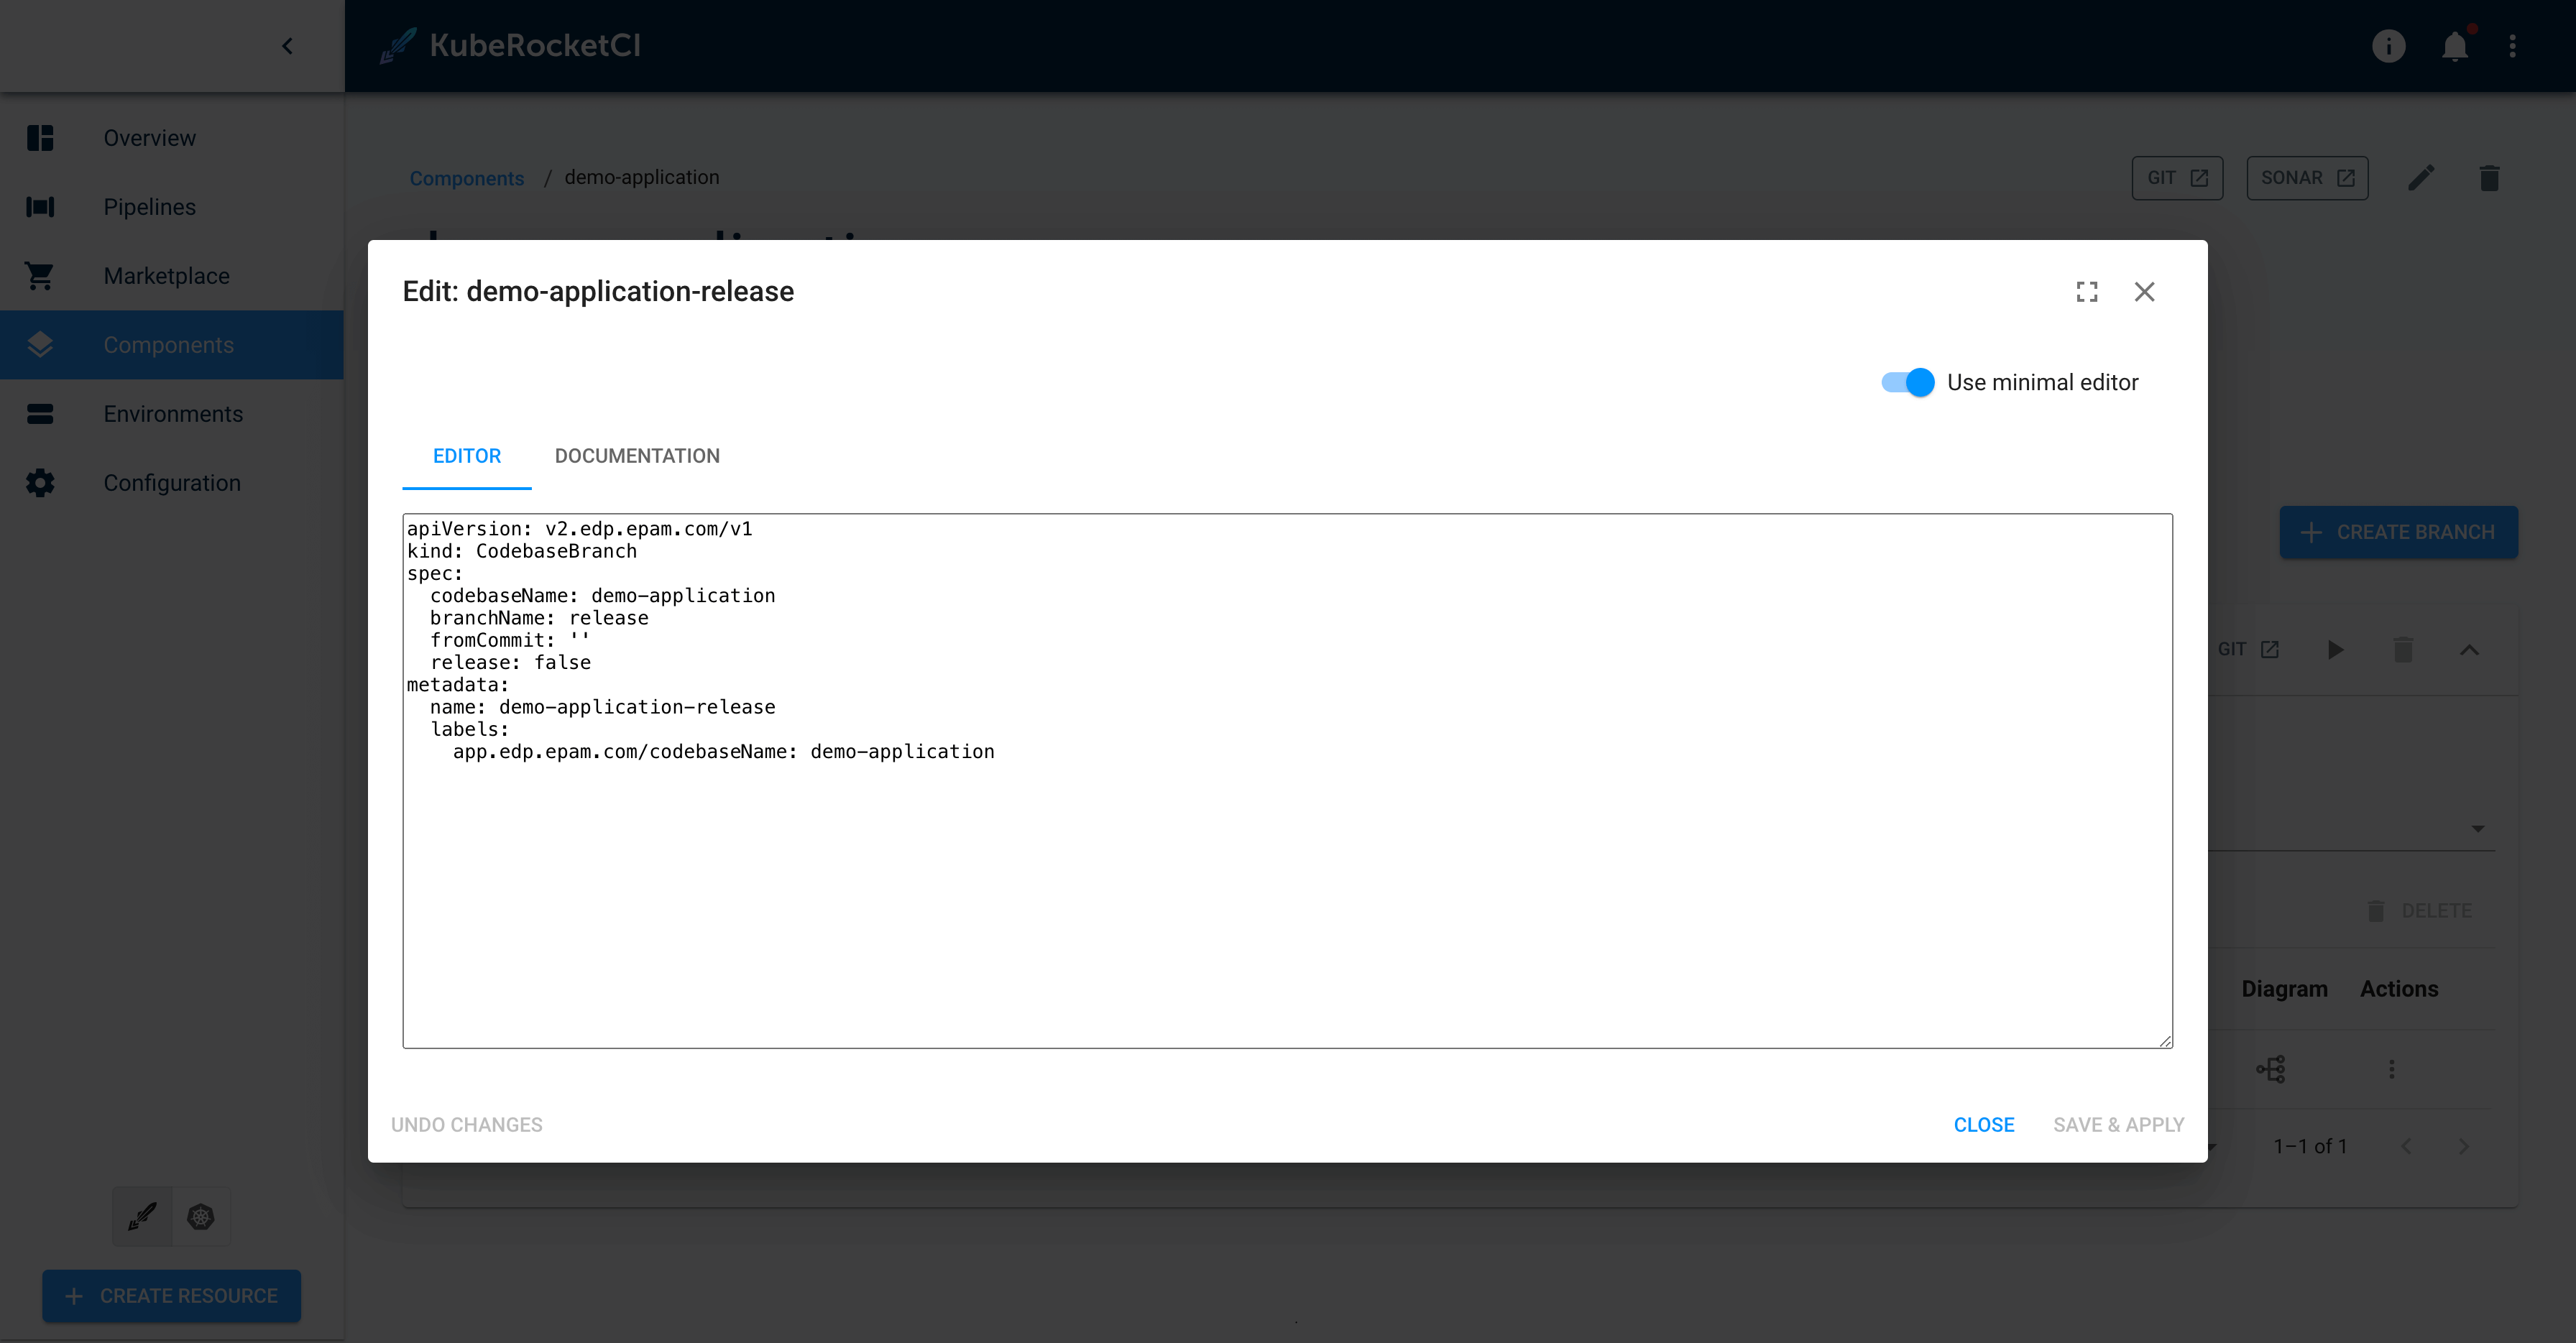 KubeRocketCI
Overview
Pipelines
Marketplace
Components
Environments
Configuration
CREATE RESOURCE
Components / demo-application
GIT
SONAR
CREATE BRANCH
GIT
DELETE
Diagram Actions
1–1 of 1
Edit: demo-application-release
Use minimal editor
EDITOR
DOCUMENTATION
apiVersion: v2.edp.epam.com/v1
kind: CodebaseBranch
spec:
  codebaseName: demo-application
  branchName: release
  fromCommit: ''
  release: false
metadata:
  name: demo-application-release
  labels:
    app.edp.epam.com/codebaseName: demo-application
UNDO CHANGES
CLOSE
SAVE & APPLY